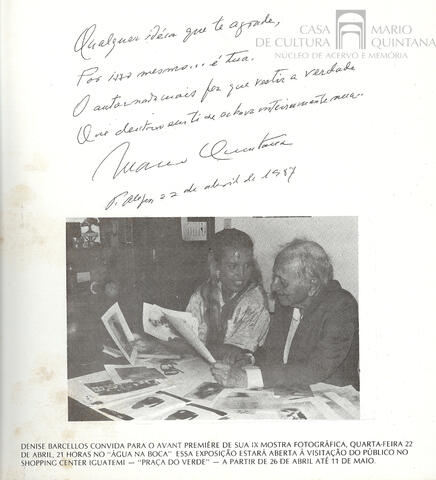 CASA MARIO
DE CULTURA QUINTANA
NÚCLEO DE ACERVO E MEMÓRIA
Qualquer idéia que te agrade,
Por isso mesmo... é tua.
O autor nada mais fez que vestir a verdade
Que dentro em ti se achava inteiramente nua...
Mario Quintana
P. Alegre 22 de abril de 1987
DENISE BARCELLOS CONVIDA PARA O AVANT PREMIÈRE DE SUA IX MOSTRA FOTOGRÁFICA, QUARTA-FEIRA 22
DE ABRIL, 21 HORAS NO "ÁGUA NA BOCA" ESSA EXPOSIÇÃO ESTARÁ ABERTA À VISITAÇÃO DO PÚBLICO NO
SHOPPING CENTER IGUATEMI — "PRAÇA DO VERDE" — A PARTIR DE 26 DE ABRIL ATÉ 11 DE MAIO.